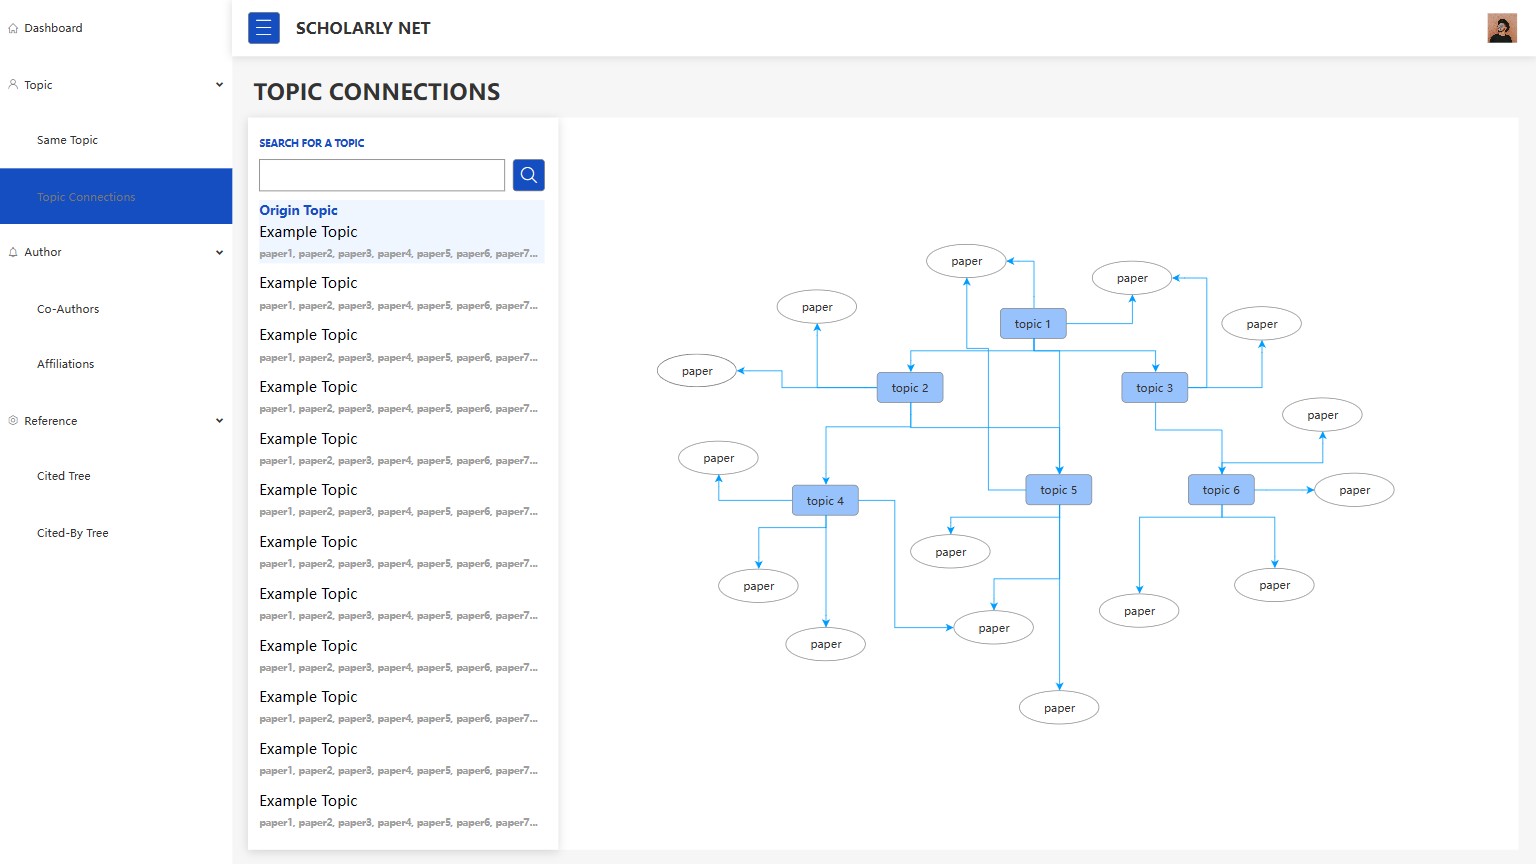 Dashboard
Topic
Same Topic
Topic Connections
Author
Co-Authors
Affiliations
Reference
Cited Tree
Cited-By Tree
SCHOLARLY NET
TOPIC CONNECTIONS
SEARCH FOR A TOPIC
Origin Topic
Example Topic
paper1, paper2, paper3, paper4, paper5, paper6, paper7...
Example Topic
paper1, paper2, paper3, paper4, paper5, paper6, paper7...
Example Topic
paper1, paper2, paper3, paper4, paper5, paper6, paper7...
Example Topic
paper1, paper2, paper3, paper4, paper5, paper6, paper7...
Example Topic
paper1, paper2, paper3, paper4, paper5, paper6, paper7...
Example Topic
paper1, paper2, paper3, paper4, paper5, paper6, paper7...
Example Topic
paper1, paper2, paper3, paper4, paper5, paper6, paper7...
Example Topic
paper1, paper2, paper3, paper4, paper5, paper6, paper7...
Example Topic
paper1, paper2, paper3, paper4, paper5, paper6, paper7...
Example Topic
paper1, paper2, paper3, paper4, paper5, paper6, paper7...
Example Topic
paper1, paper2, paper3, paper4, paper5, paper6, paper7...
Example Topic
paper1, paper2, paper3, paper4, paper5, paper6, paper7...
paper
paper
paper
topic 1
paper
paper
topic 2
topic 3
paper
paper
topic 4
topic 5
topic 6
paper
paper
paper
paper
paper
paper
paper
paper